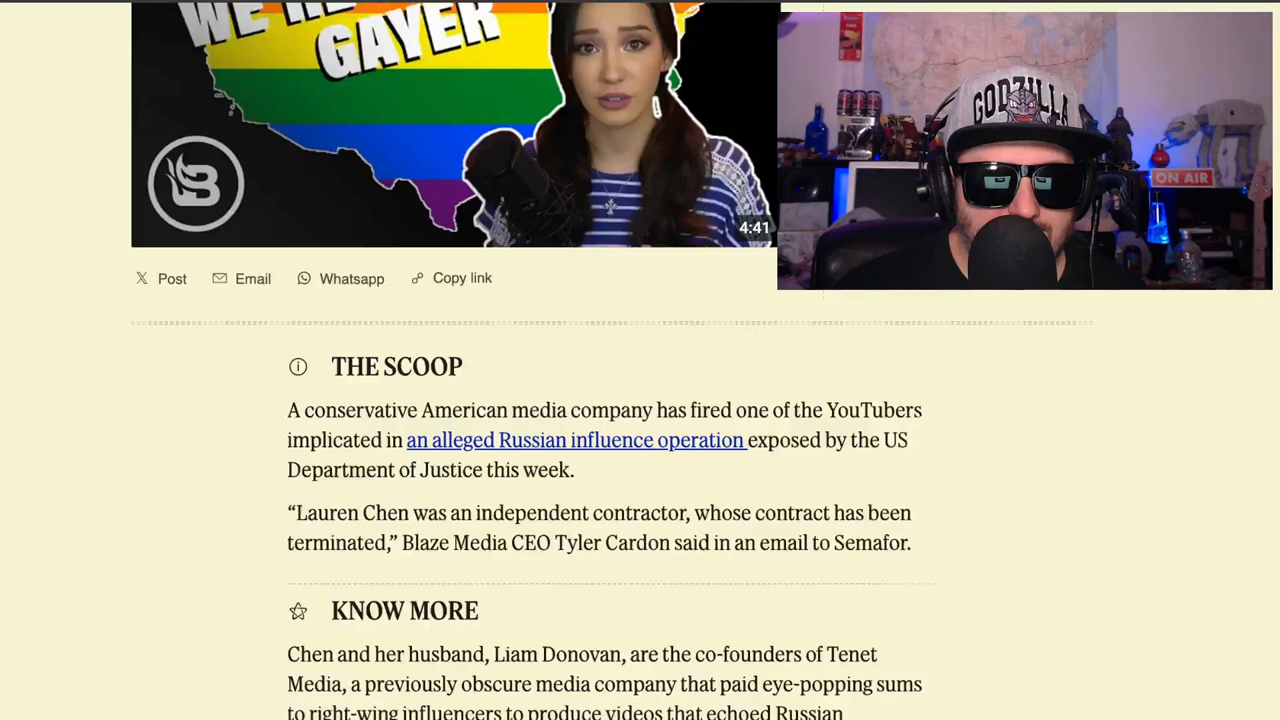 WE'RE
GAYER
4:41
GODZILLA
ON AIR
Post
Email
Whatsapp
Copy link
THE SCOOP
A conservative American media company has fired one of the YouTubers
implicated in an alleged Russian influence operation exposed by the US
Department of Justice this week.
“Lauren Chen was an independent contractor, whose contract has been
terminated,” Blaze Media CEO Tyler Cardon said in an email to Semafor.
KNOW MORE
Chen and her husband, Liam Donovan, are the co-founders of Tenet
Media, a previously obscure media company that paid eye-popping sums
to right-wing influencers to produce videos that echoed Russian